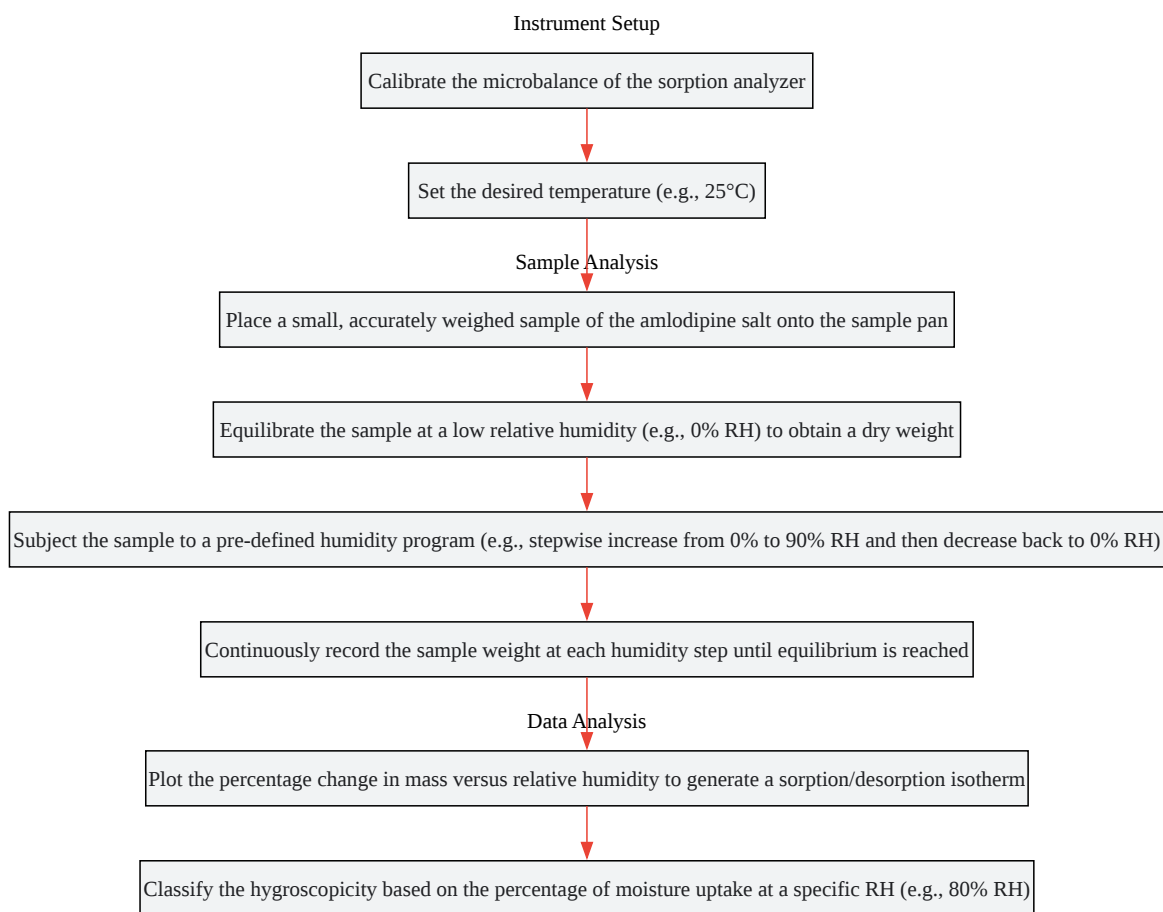 Instrument Setup
Calibrate the microbalance of the sorption analyzer
Set the desired temperature (e.g., 25°C)
Sample Analysis
Place a small, accurately weighed sample of the amlodipine salt onto the sample pan
Equilibrate the sample at a low relative humidity (e.g., 0% RH) to obtain a dry weight
Subject the sample to a pre-defined humidity program (e.g., stepwise increase from 0% to 90% RH and then decrease back to 0% RH)
Continuously record the sample weight at each humidity step until equilibrium is reached
Data Analysis
Plot the percentage change in mass versus relative humidity to generate a sorption/desorption isotherm
Classify the hygroscopicity based on the percentage of moisture uptake at a specific RH (e.g., 80% RH)